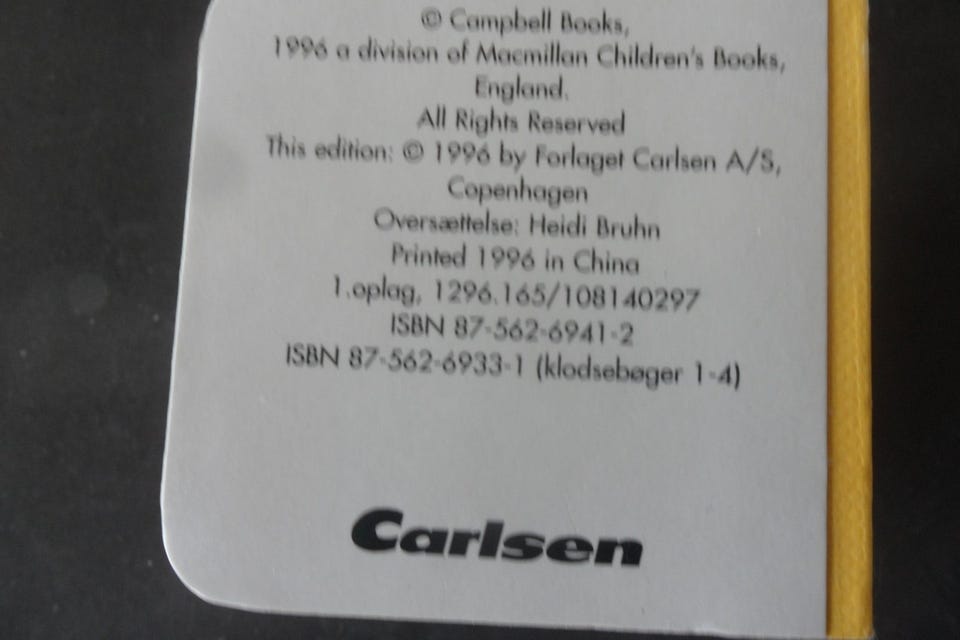 © Campbell Books,
1996 a division of Macmillan Children's Books,
England.
All Rights Reserved
This edition: © 1996 by Forlaget Carlsen A/S,
Copenhagen
Oversættelse: Heidi Bruhn
Printed 1996 in China
1.oplag, 1296.165/108140297
ISBN 87-562-6941-2
ISBN 87-562-6933-1 (klodsebøger 1-4)
Carlsen